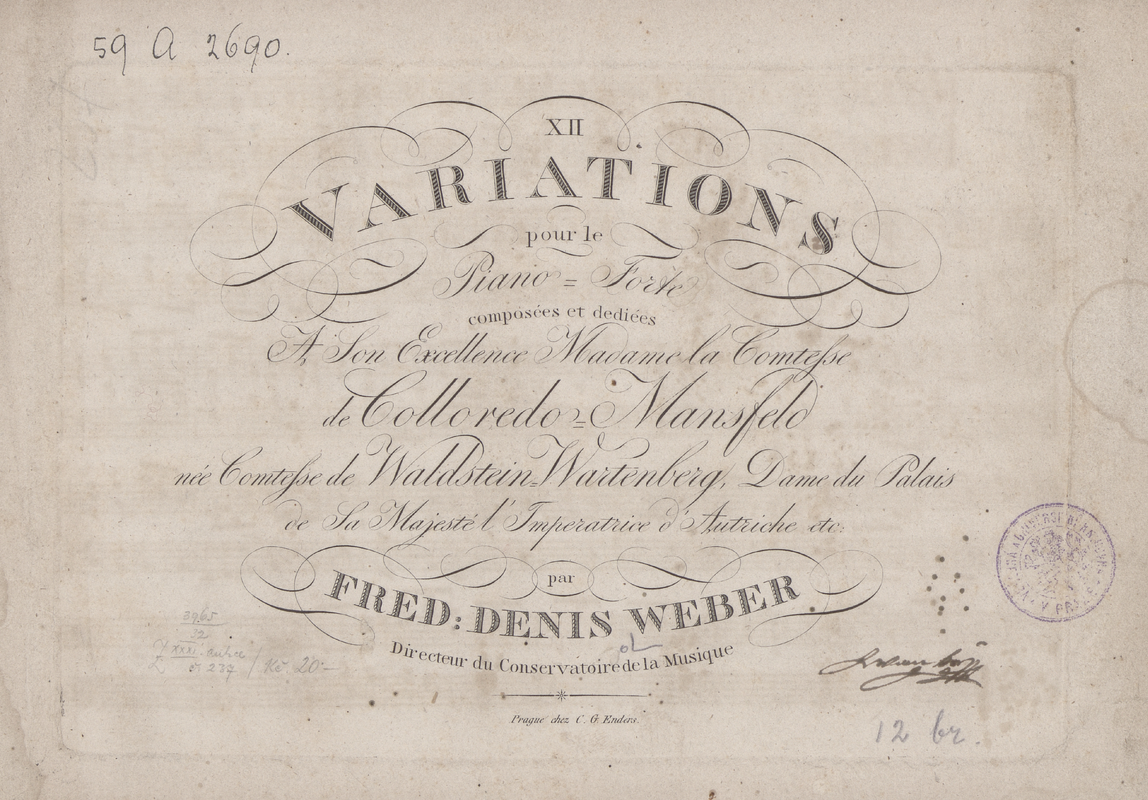 59 A 2690.
XII
VARIATIONS
pour le
Piano = Forte
composées et dediées
A Son Excellence Madame la Comtesse
de Colloredo = Mansfeld
née Comtesse de Waldstein=Wartenberg, Dame du Palais
de Sa Majesté l'Imperatrice d'Autriche etc:
par
FRED: DENIS WEBER
Directeur du Conservatoire de la Musique
Prague chez C. G. Enders.
V PRAZE
12 br.